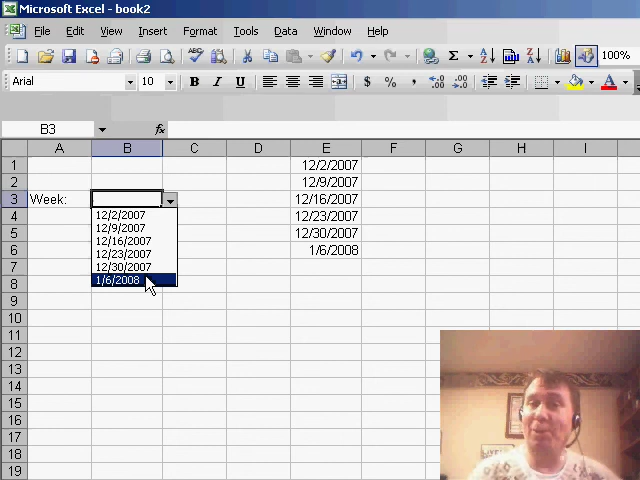 Microsoft Excel - book2
File Edit View Insert Format Tools Data Window Help
Σ 100%
Arial 10 B I U $ % ,
B3 fx
A B C D E F G H I
1 12/2/2007
2 12/9/2007
3 Week: 12/16/2007
4 12/2/2007 12/23/2007
5 12/9/2007 12/30/2007
6 12/16/2007 1/6/2008
7 12/23/2007
12/30/2007
8 1/6/2008
9
10
11
12
13
14
15
16
17
18
19